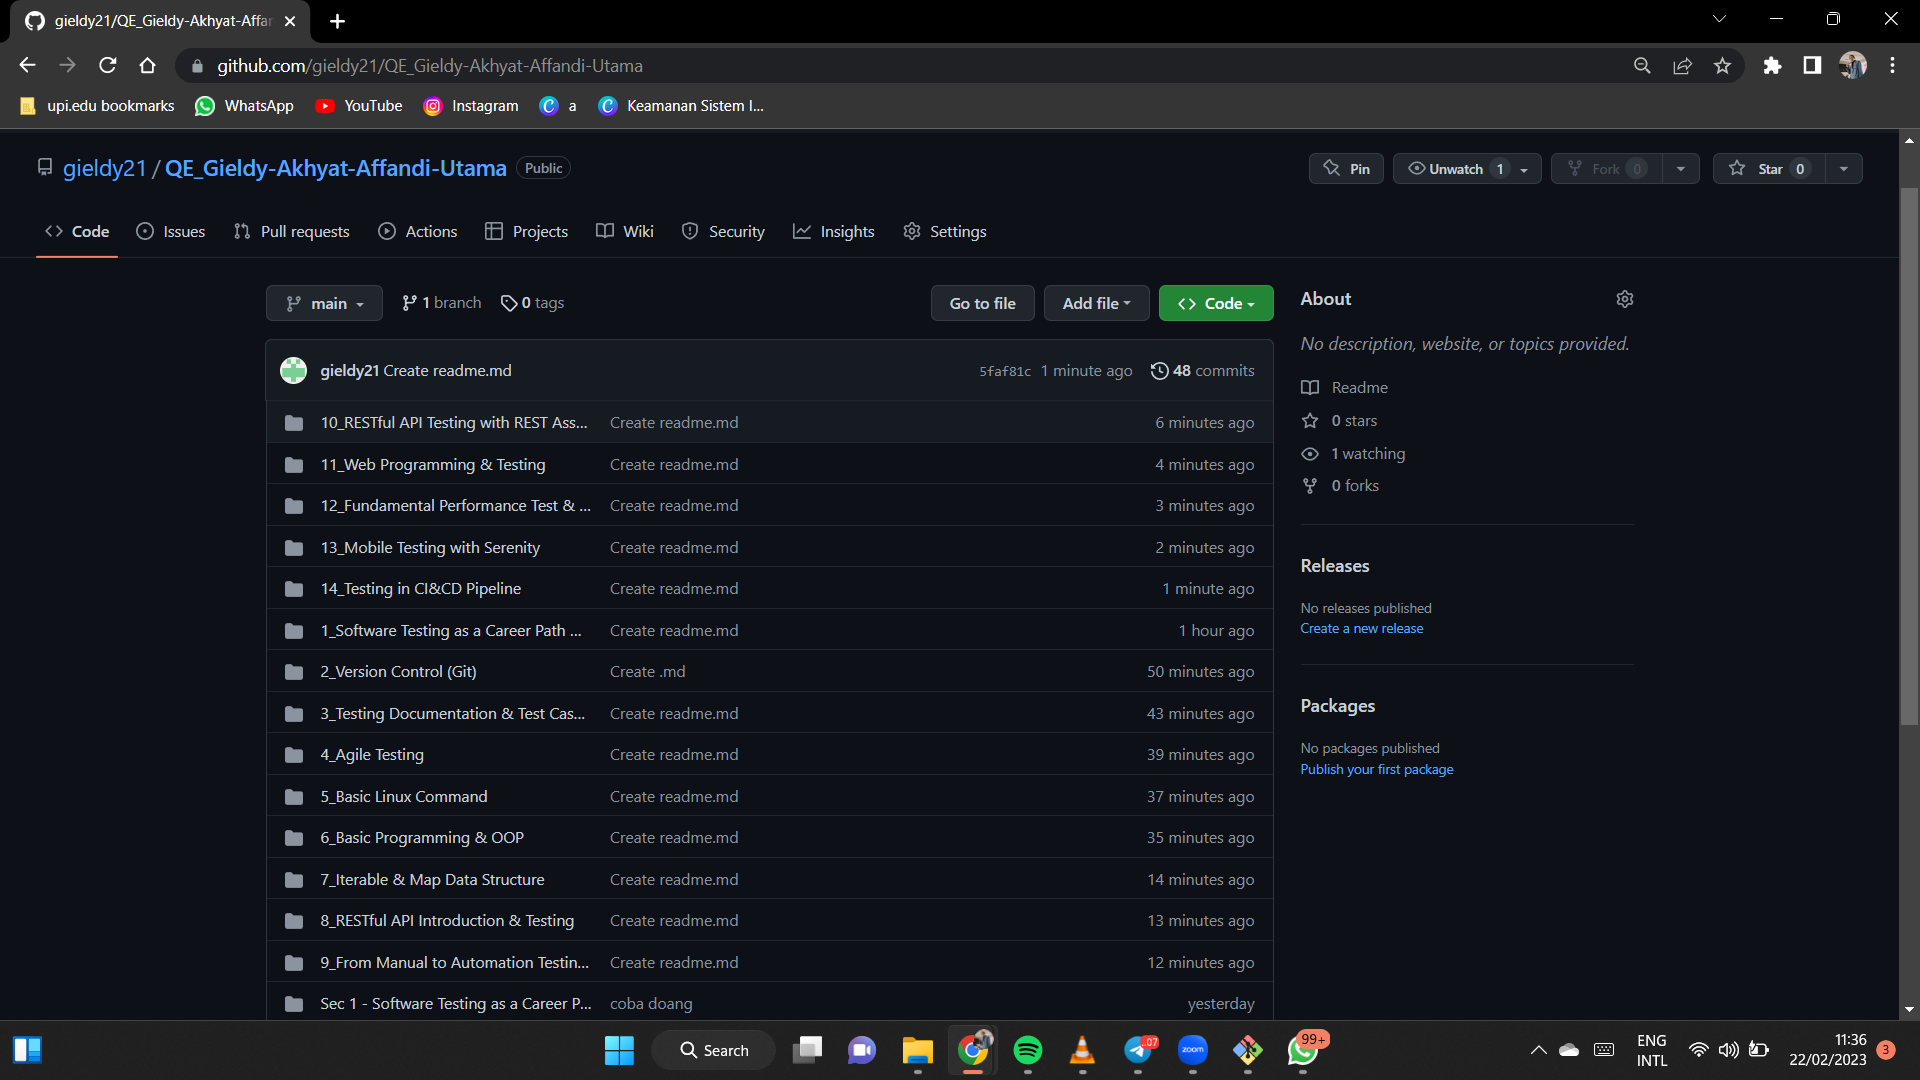 gieldy21/QE_Gieldy-Akhyat-Affan
github.com/gieldy21/QE_Gieldy-Akhyat-Affandi-Utama
upi.edu bookmarks WhatsApp YouTube Instagram a Keamanan Sistem I...
gieldy21 / QE_Gieldy-Akhyat-Affandi-Utama Public
Pin Unwatch 1 Fork 0 Star 0
Code Issues Pull requests Actions Projects Wiki Security Insights Settings
main 1 branch 0 tags Go to file Add file Code
gieldy21 Create readme.md 5faf81c 1 minute ago 48 commits
10_RESTful API Testing with REST Ass... Create readme.md 6 minutes ago
11_Web Programming & Testing Create readme.md 4 minutes ago
12_Fundamental Performance Test & ... Create readme.md 3 minutes ago
13_Mobile Testing with Serenity Create readme.md 2 minutes ago
14_Testing in CI&CD Pipeline Create readme.md 1 minute ago
1_Software Testing as a Career Path ... Create readme.md 1 hour ago
2_Version Control (Git) Create .md 50 minutes ago
3_Testing Documentation & Test Cas... Create readme.md 43 minutes ago
4_Agile Testing Create readme.md 39 minutes ago
5_Basic Linux Command Create readme.md 37 minutes ago
6_Basic Programming & OOP Create readme.md 35 minutes ago
7_Iterable & Map Data Structure Create readme.md 14 minutes ago
8_RESTful API Introduction & Testing Create readme.md 13 minutes ago
9_From Manual to Automation Testin... Create readme.md 12 minutes ago
Sec 1 - Software Testing as a Career P... coba doang yesterday
About
No description, website, or topics provided.
Readme
0 stars
1 watching
0 forks
Releases
No releases published
Create a new release
Packages
No packages published
Publish your first package
Search
.07
zoom
99+
ENG
INTL
11:36
22/02/2023
3